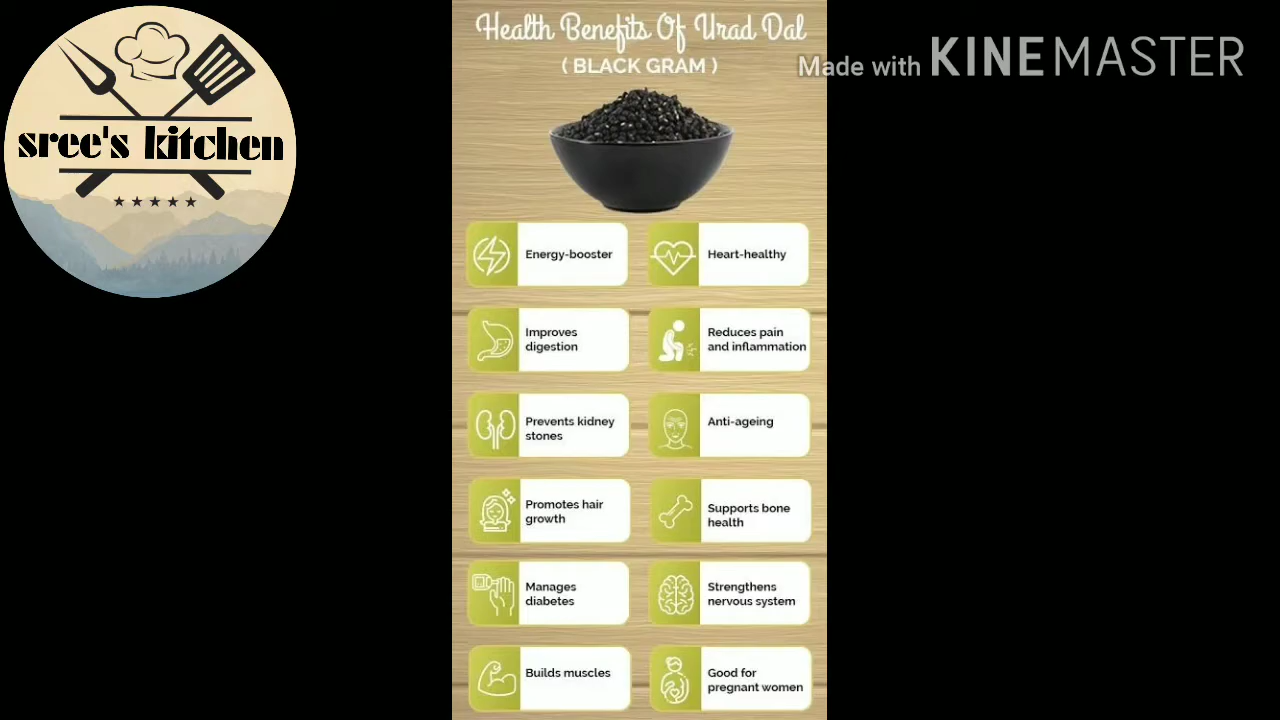 sree's kitchen
Health Benefits Of Urad Dal
( BLACK GRAM )
Made with KINEMASTER
Energy-booster
Heart-healthy
Improves
digestion
Reduces pain
and inflammation
Prevents kidney
stones
Anti-ageing
Promotes hair
growth
Supports bone
health
Manages
diabetes
Strengthens
nervous system
Builds muscles
Good for
pregnant women